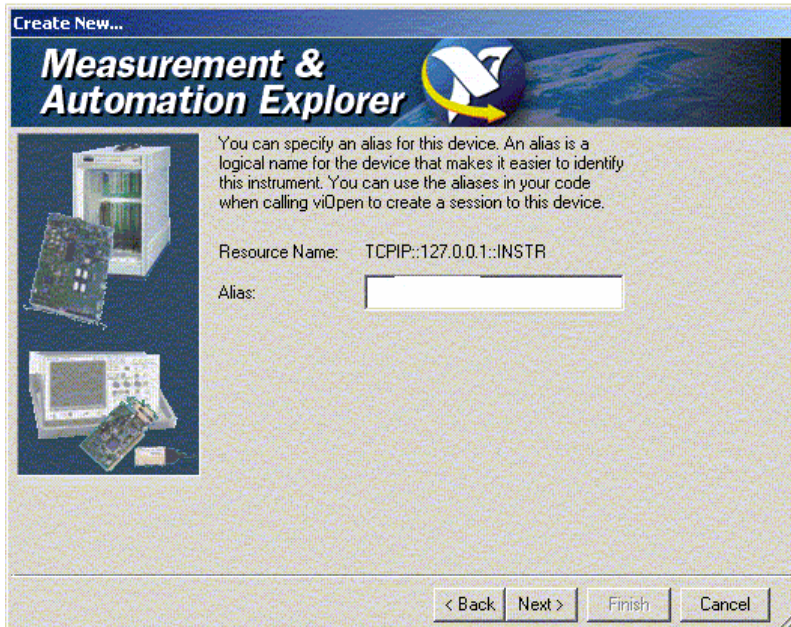 Create New...
Measurement &
Automation Explorer
You can specify an alias for this device. An alias is a
logical name for the device that makes it easier to identify
this instrument. You can use the aliases in your code
when calling viOpen to create a session to this device.
Resource Name: TCPIP::127.0.0.1::INSTR
Alias:
< Back Next > Finish Cancel